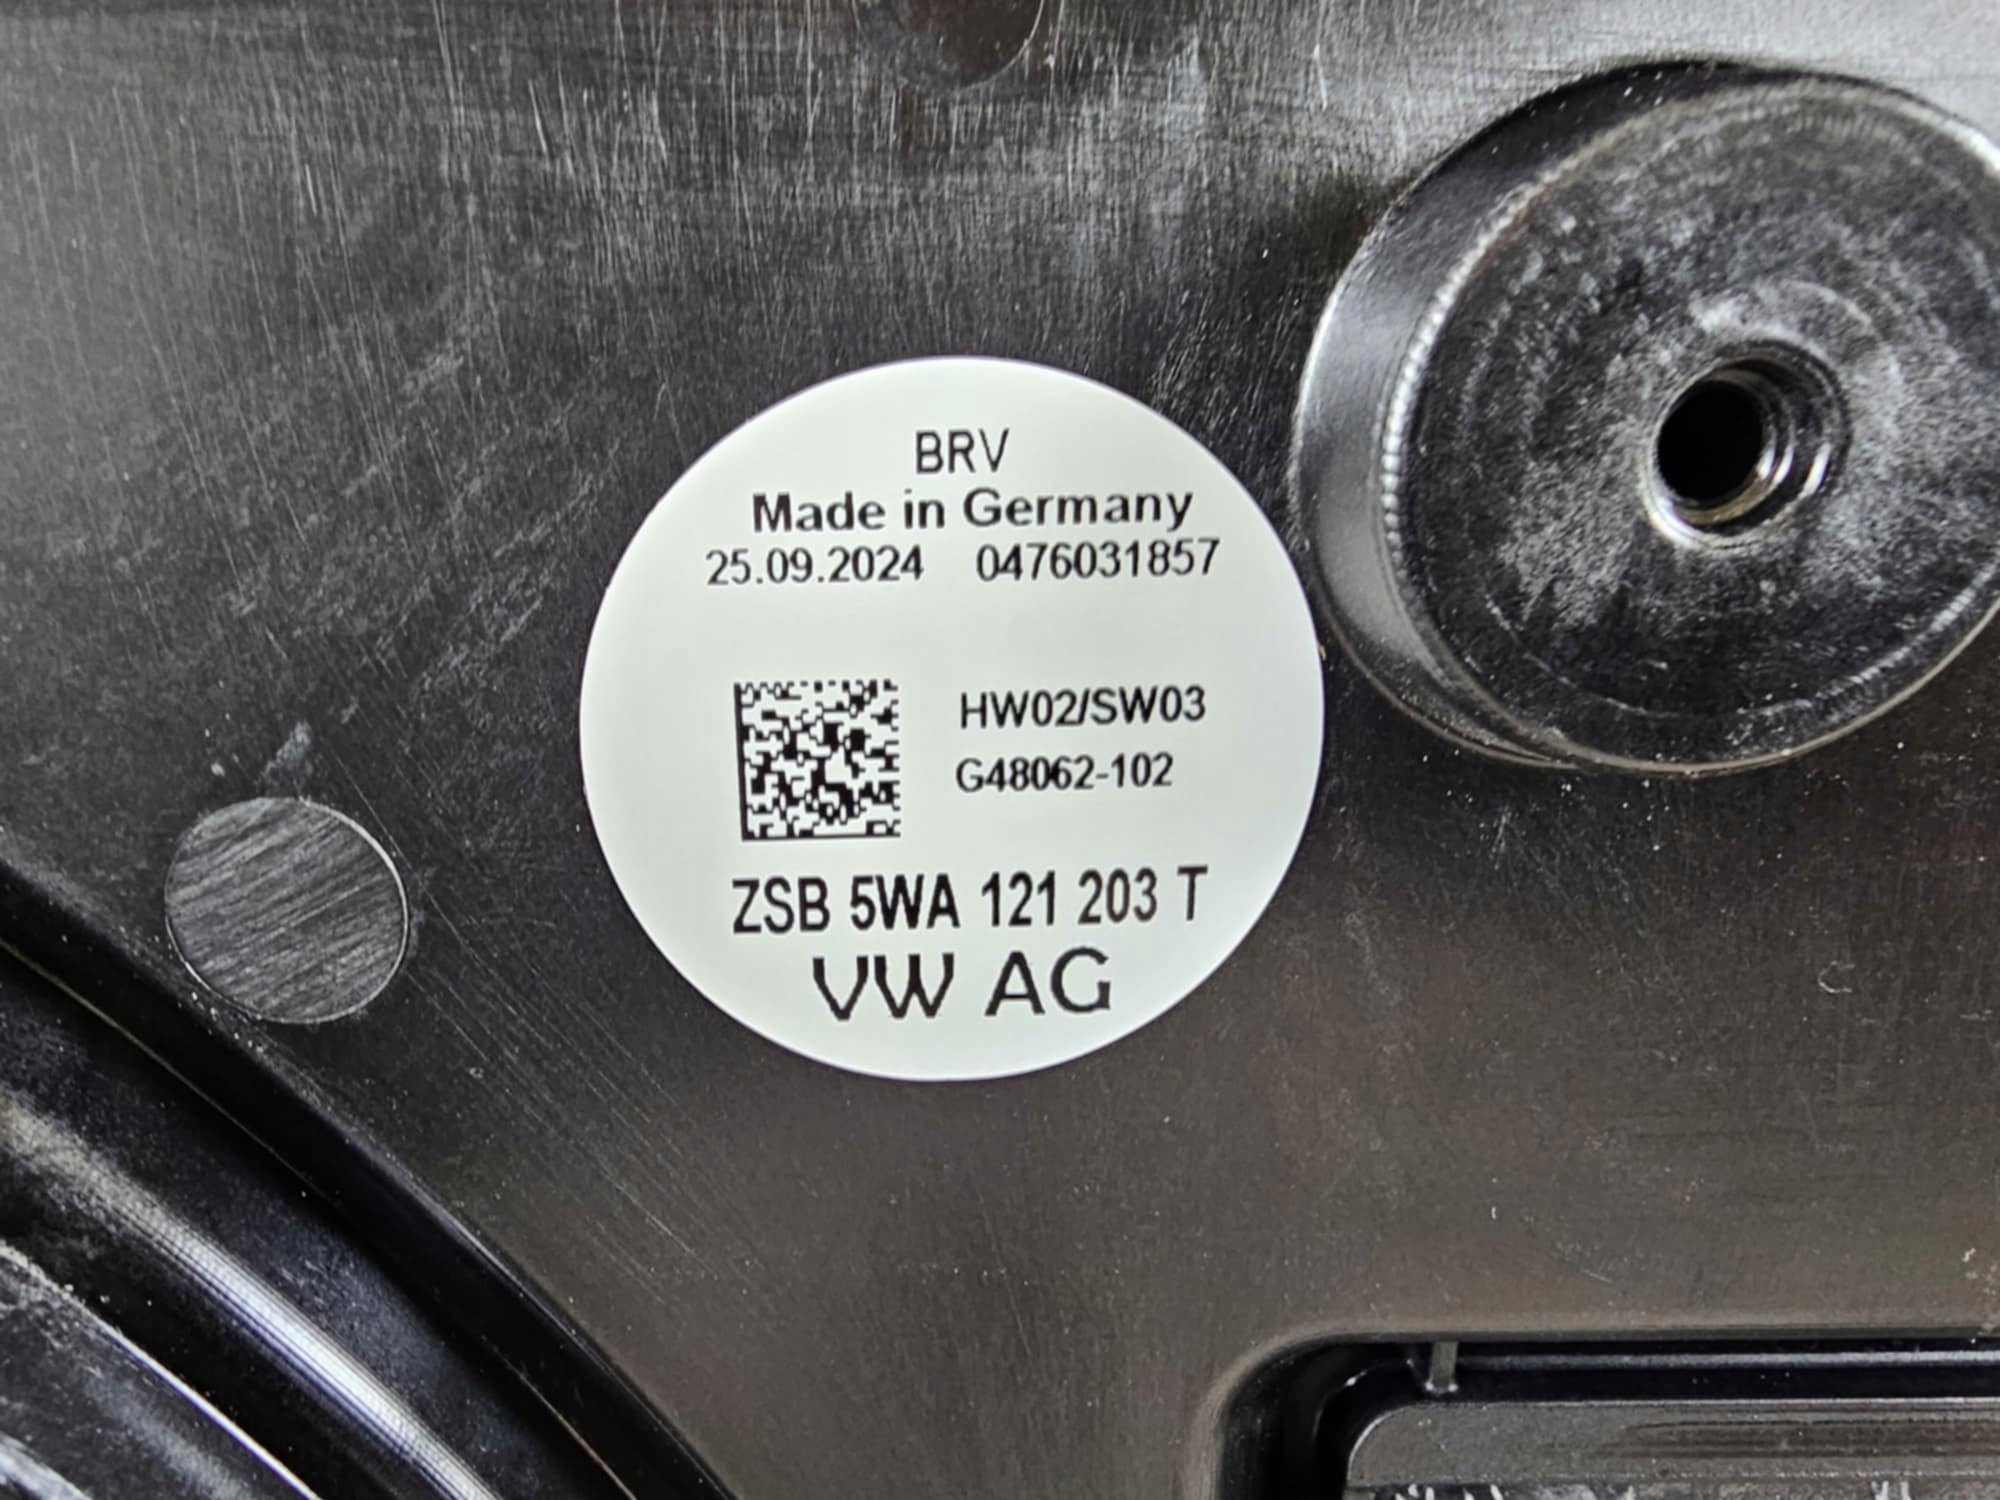 BRV
Made in Germany
25.09.2024 0476031857
HW02/SW03
G48062-102
ZSB 5WA 121 203 T
VW AG